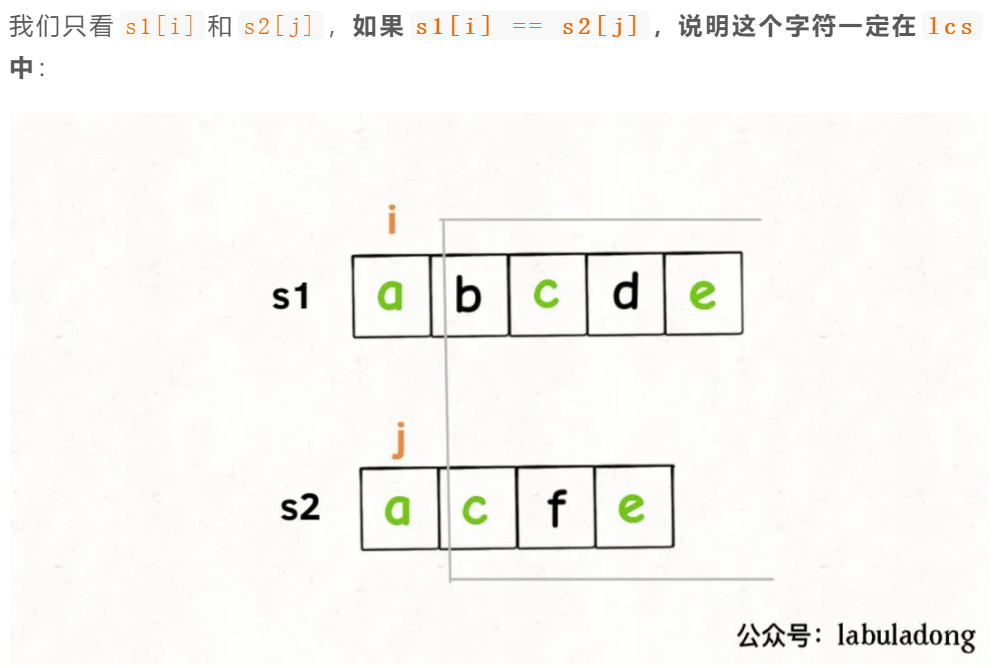 我们只看 s1[i] 和 s2[j] ，如果 s1[i] == s2[j] ，说明这个字符一定在 lcs
中：
i
s1 a b c d e
j
s2 a c f e
公众号：labuladong